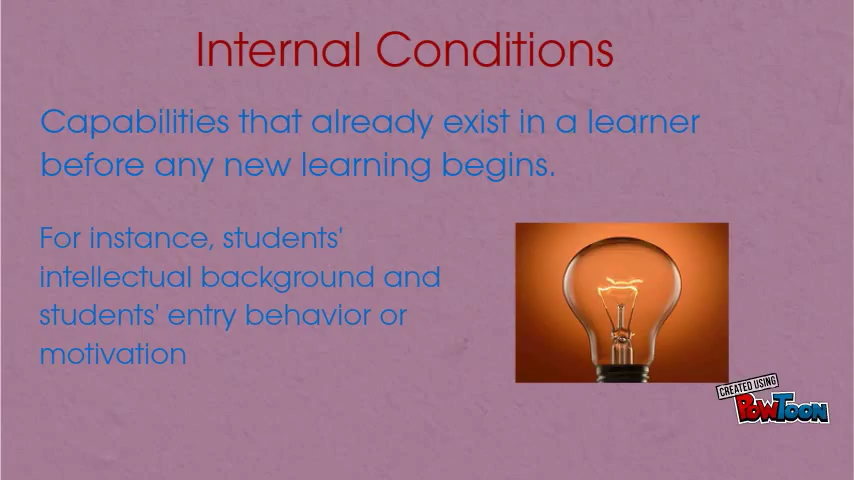 Internal Conditions
Capabilities that already exist in a learner
before any new learning begins.
For instance, students'
intellectual background and
students' entry behavior or
motivation
CREATED USING
POWTOON